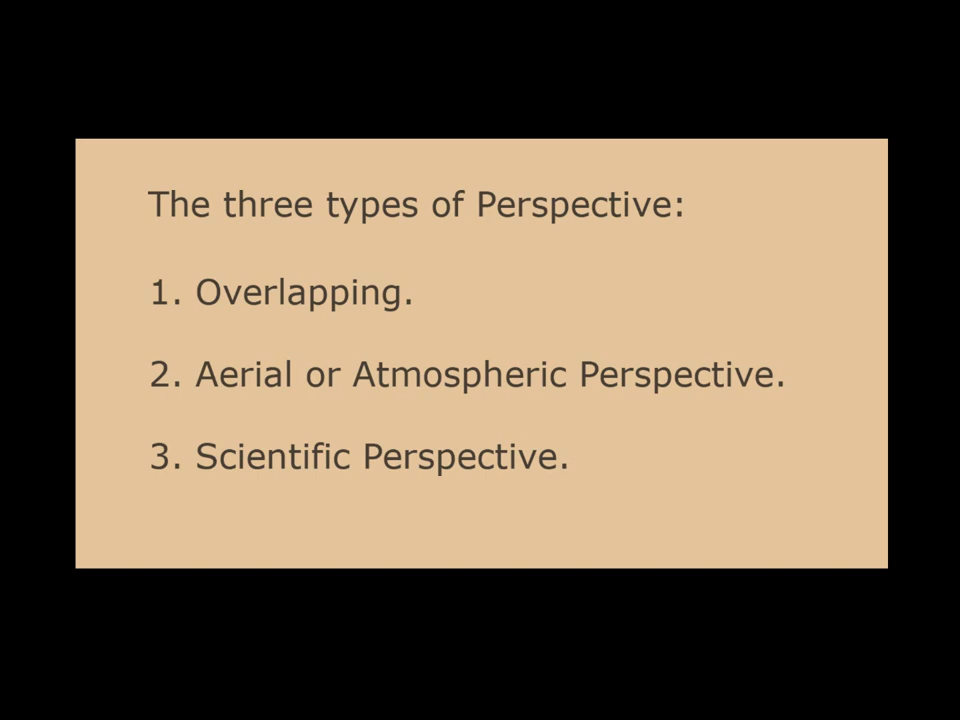 The three types of Perspective:
1. Overlapping.
2. Aerial or Atmospheric Perspective.
3. Scientific Perspective.